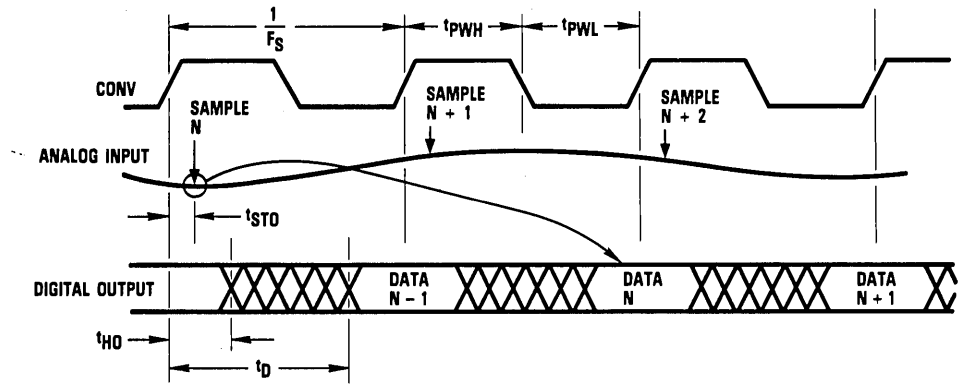 1
F_S
t_PWH
t_PWL
CONV
SAMPLE
N
SAMPLE
N + 1
SAMPLE
N + 2
ANALOG INPUT
t_STO
DIGITAL OUTPUT
DATA
N – 1
DATA
N
DATA
N + 1
t_HO
t_D